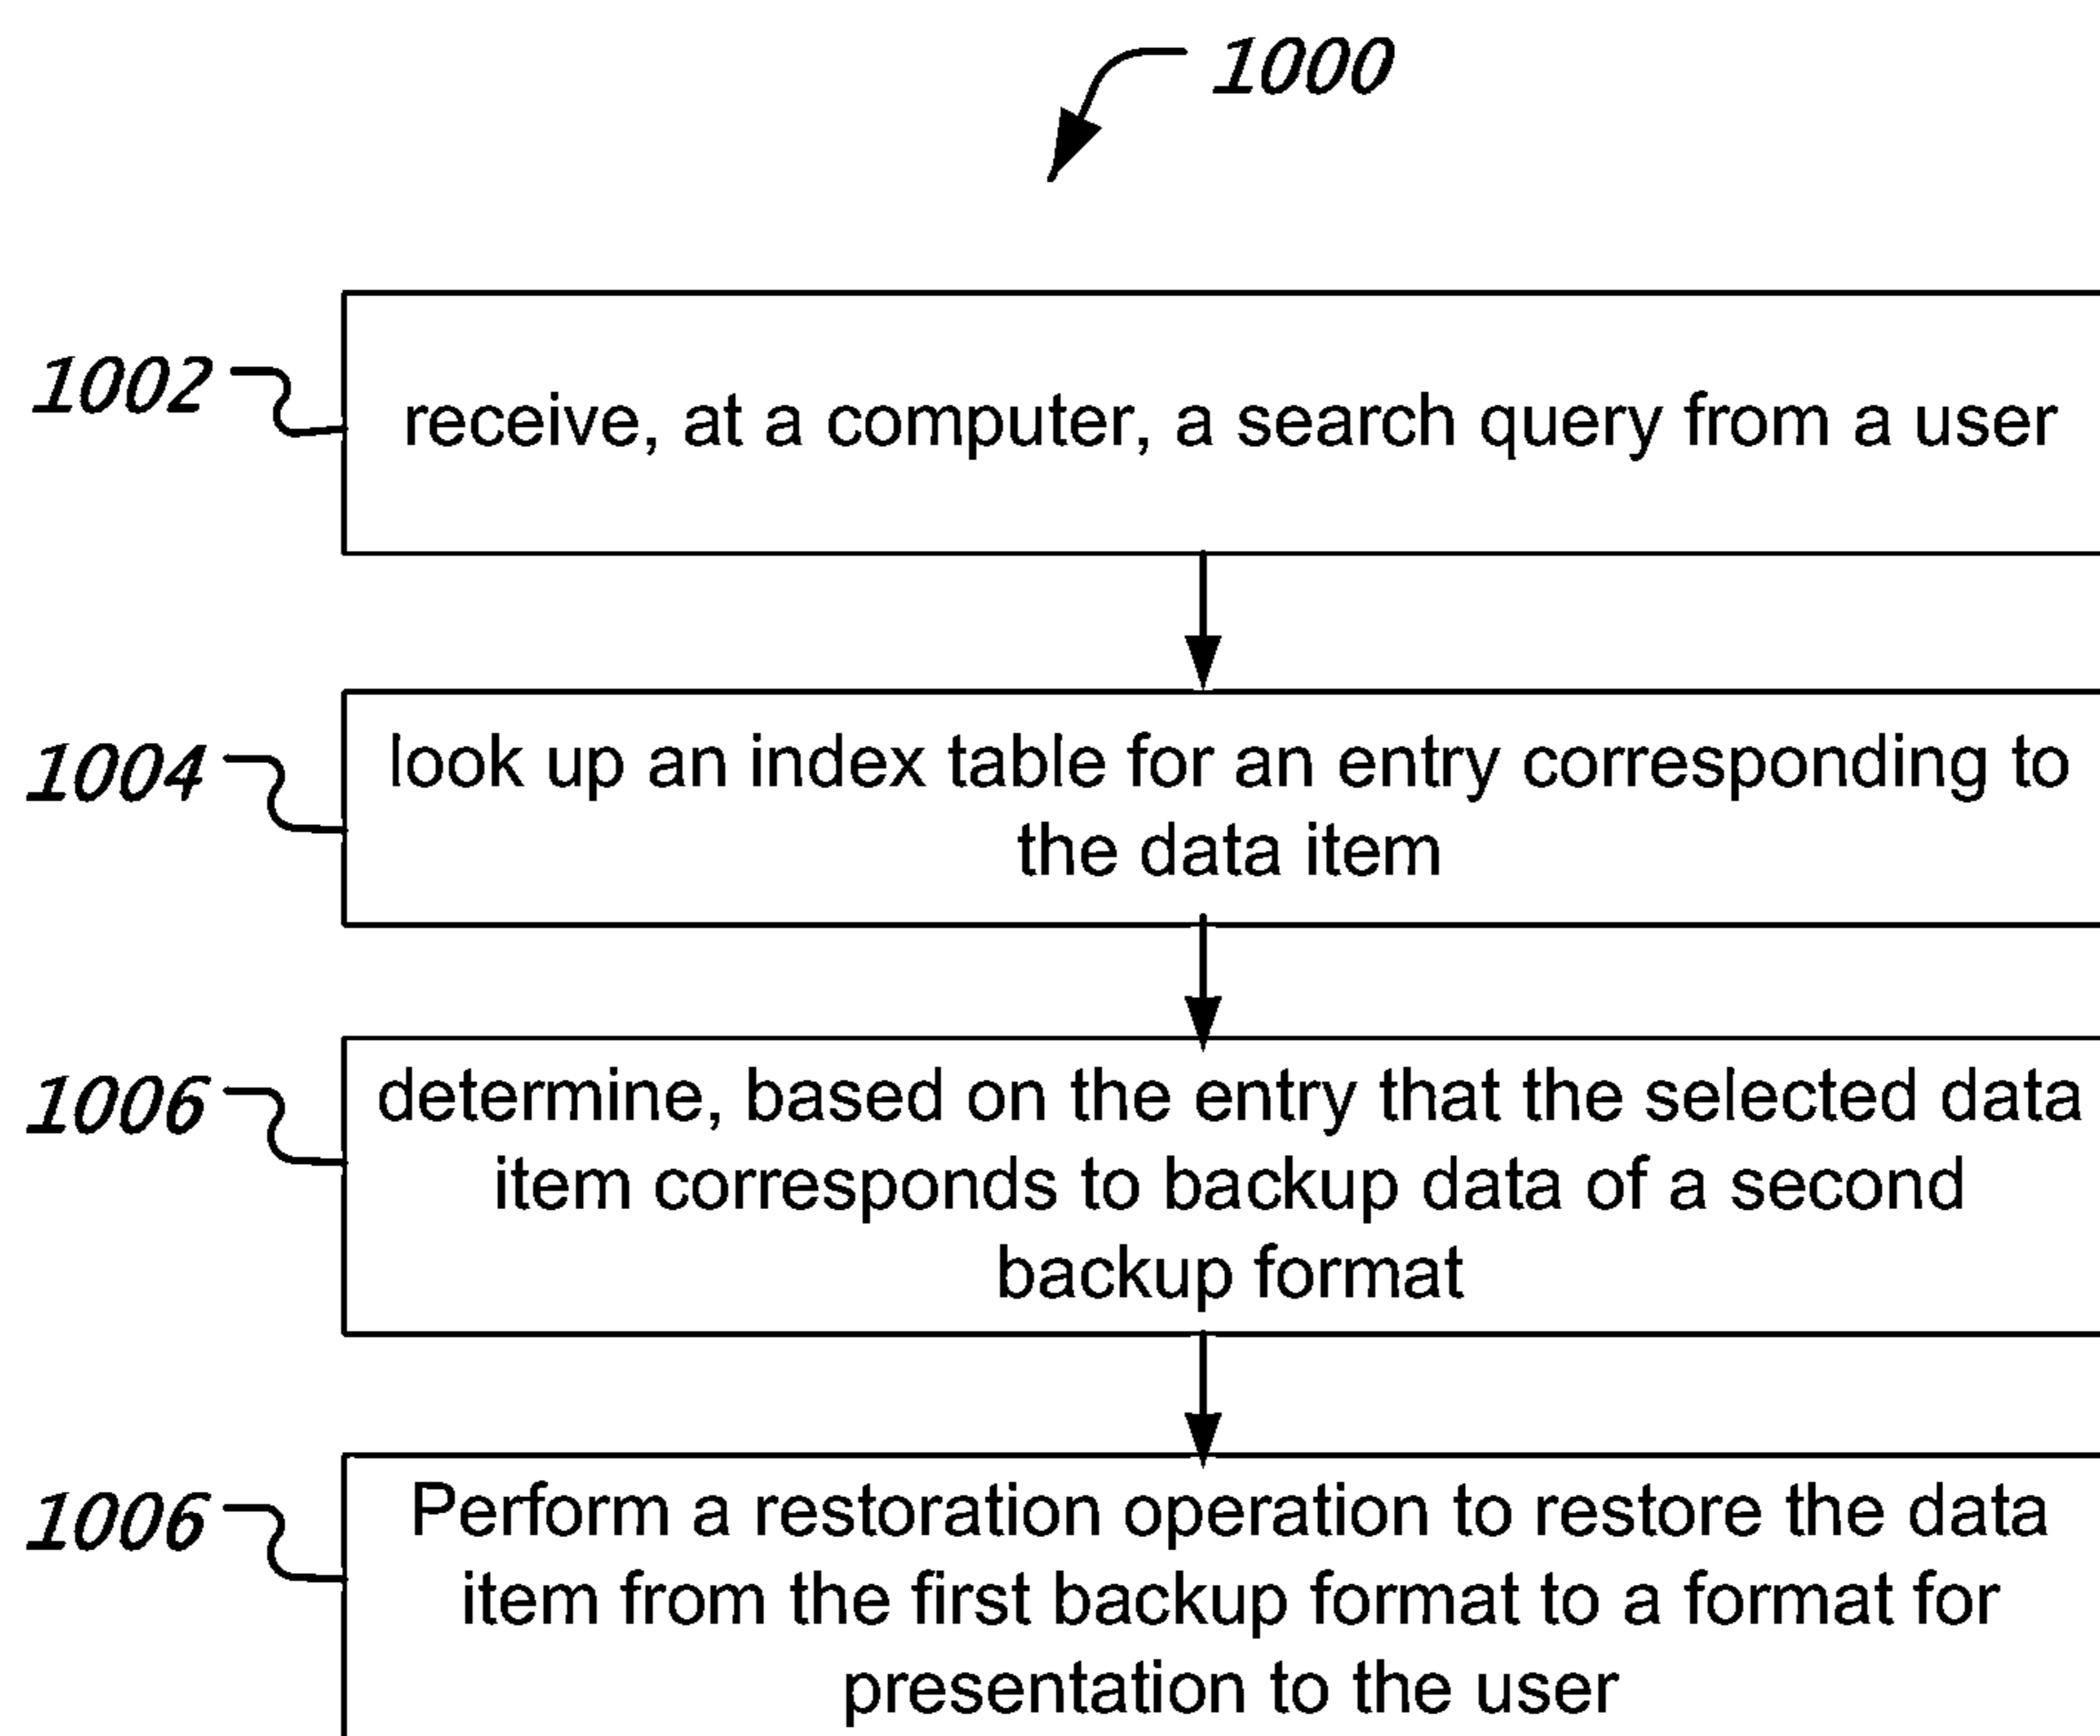 1000
1002
receive, at a computer, a search query from a user
1004
look up an index table for an entry corresponding to
the data item
1006
determine, based on the entry that the selected data
item corresponds to backup data of a second
backup format
1006
Perform a restoration operation to restore the data
item from the first backup format to a format for
presentation to the user